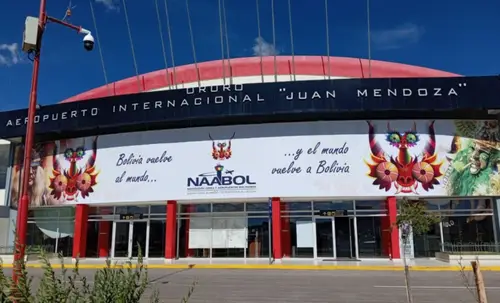 ORURO
AEROPUERTO INTERNACIONAL "JUAN MENDOZA"
Bolivia vuelve
al mundo...
NAABOL
...y el mundo
vuelve a Bolivia